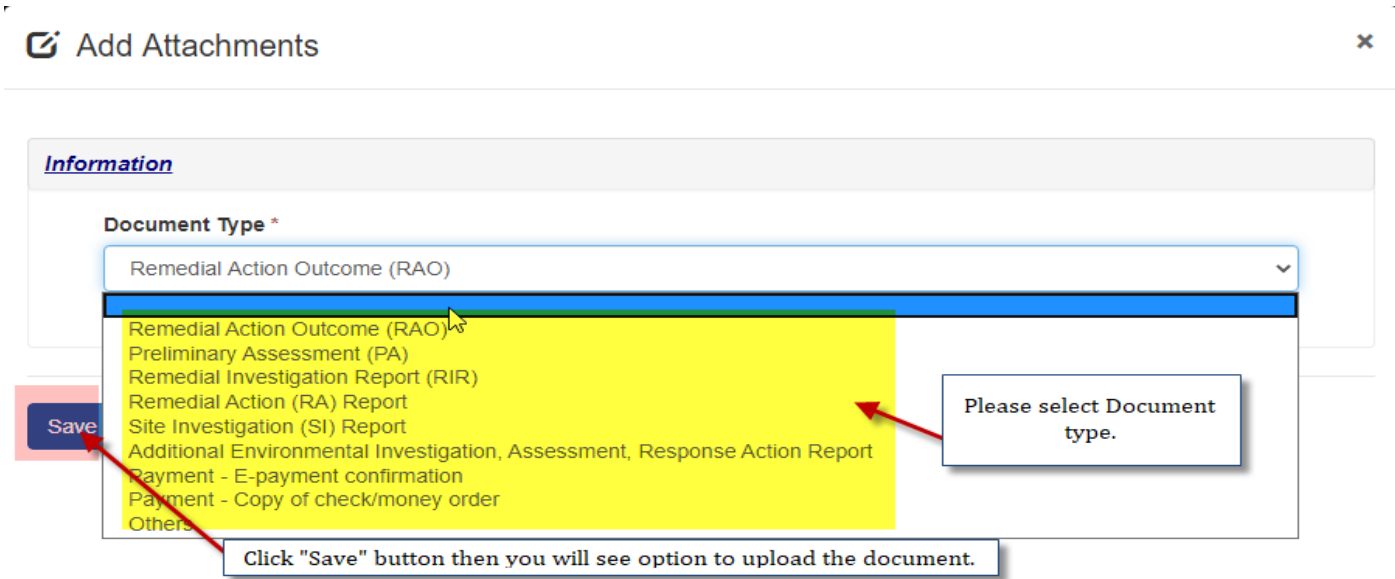 Add Attachments ×
Information
Document Type *
Remedial Action Outcome (RAO)
Remedial Action Outcome (RAO)
Preliminary Assessment (PA)
Remedial Investigation Report (RIR)
Remedial Action (RA) Report
Site Investigation (SI) Report
Additional Environmental Investigation, Assessment, Response Action Report
Payment - E-payment confirmation
Payment - Copy of check/money order
Others
Save
Please select Document
type.
Click "Save" button then you will see option to upload the document.